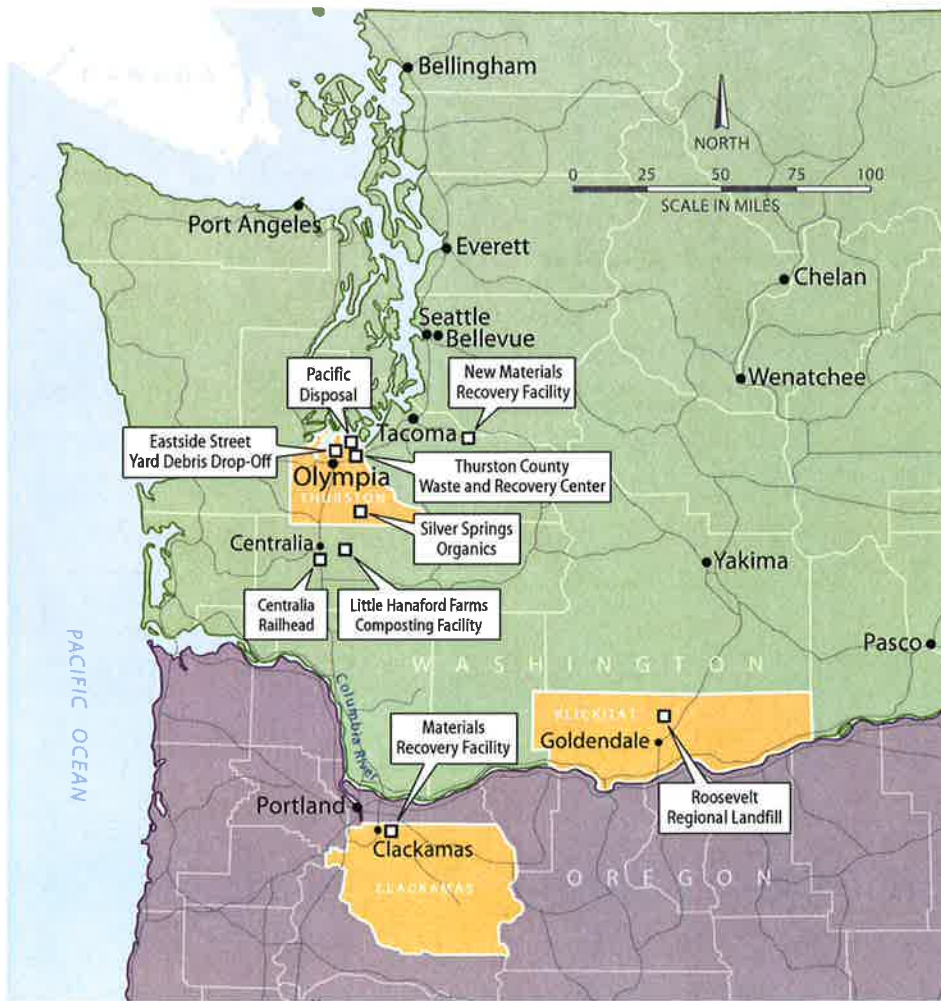 CANADA
Bellingham
NORTH
0 25 50 75 100
SCALE IN MILES
Port Angeles
Everett
Chelan
Seattle
Bellevue
Wenatchee
Pacific
Disposal
New Materials
Recovery Facility
Tacoma
Eastside Street
Yard Debris Drop-Off
Thurston County
Waste and Recovery Center
Olympia
THURSTON
Silver Springs
Organics
Centralia
Yakima
Centralia
Railhead
Little Hanaford Farms
Composting Facility
Pasco
WASHINGTON
PACIFIC OCEAN
Columbia River
KLICKITAT
Goldendale
Materials
Recovery Facility
Roosevelt
Regional Landfill
Portland
Clackamas
CLACKAMAS
OREGON